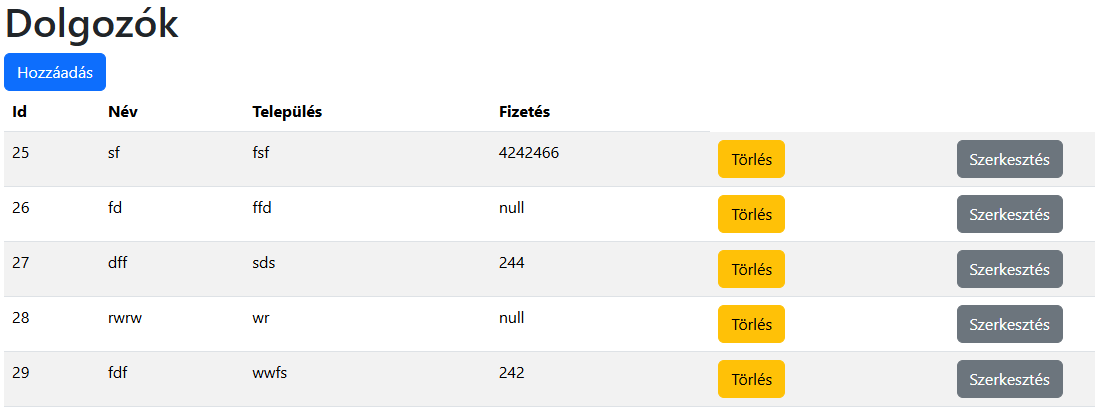 Dolgozók
Hozzáadás
Id Név Település Fizetés
25 sf fsf 4242466 Törlés Szerkesztés
26 fd ffd null Törlés Szerkesztés
27 dff sds 244 Törlés Szerkesztés
28 rwrw wr null Törlés Szerkesztés
29 fdf wwfs 242 Törlés Szerkesztés